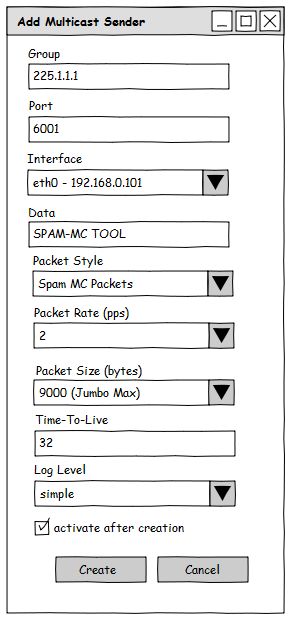 Add Multicast Sender
Group
225.1.1.1
Port
6001
Interface
eth0 - 192.168.0.101
Data
SPAM-MC TOOL
Packet Style
Spam MC Packets
Packet Rate (pps)
2
Packet Size (bytes)
9000 (Jumbo Max)
Time-To-Live
32
Log Level
simple
activate after creation
Create
Cancel